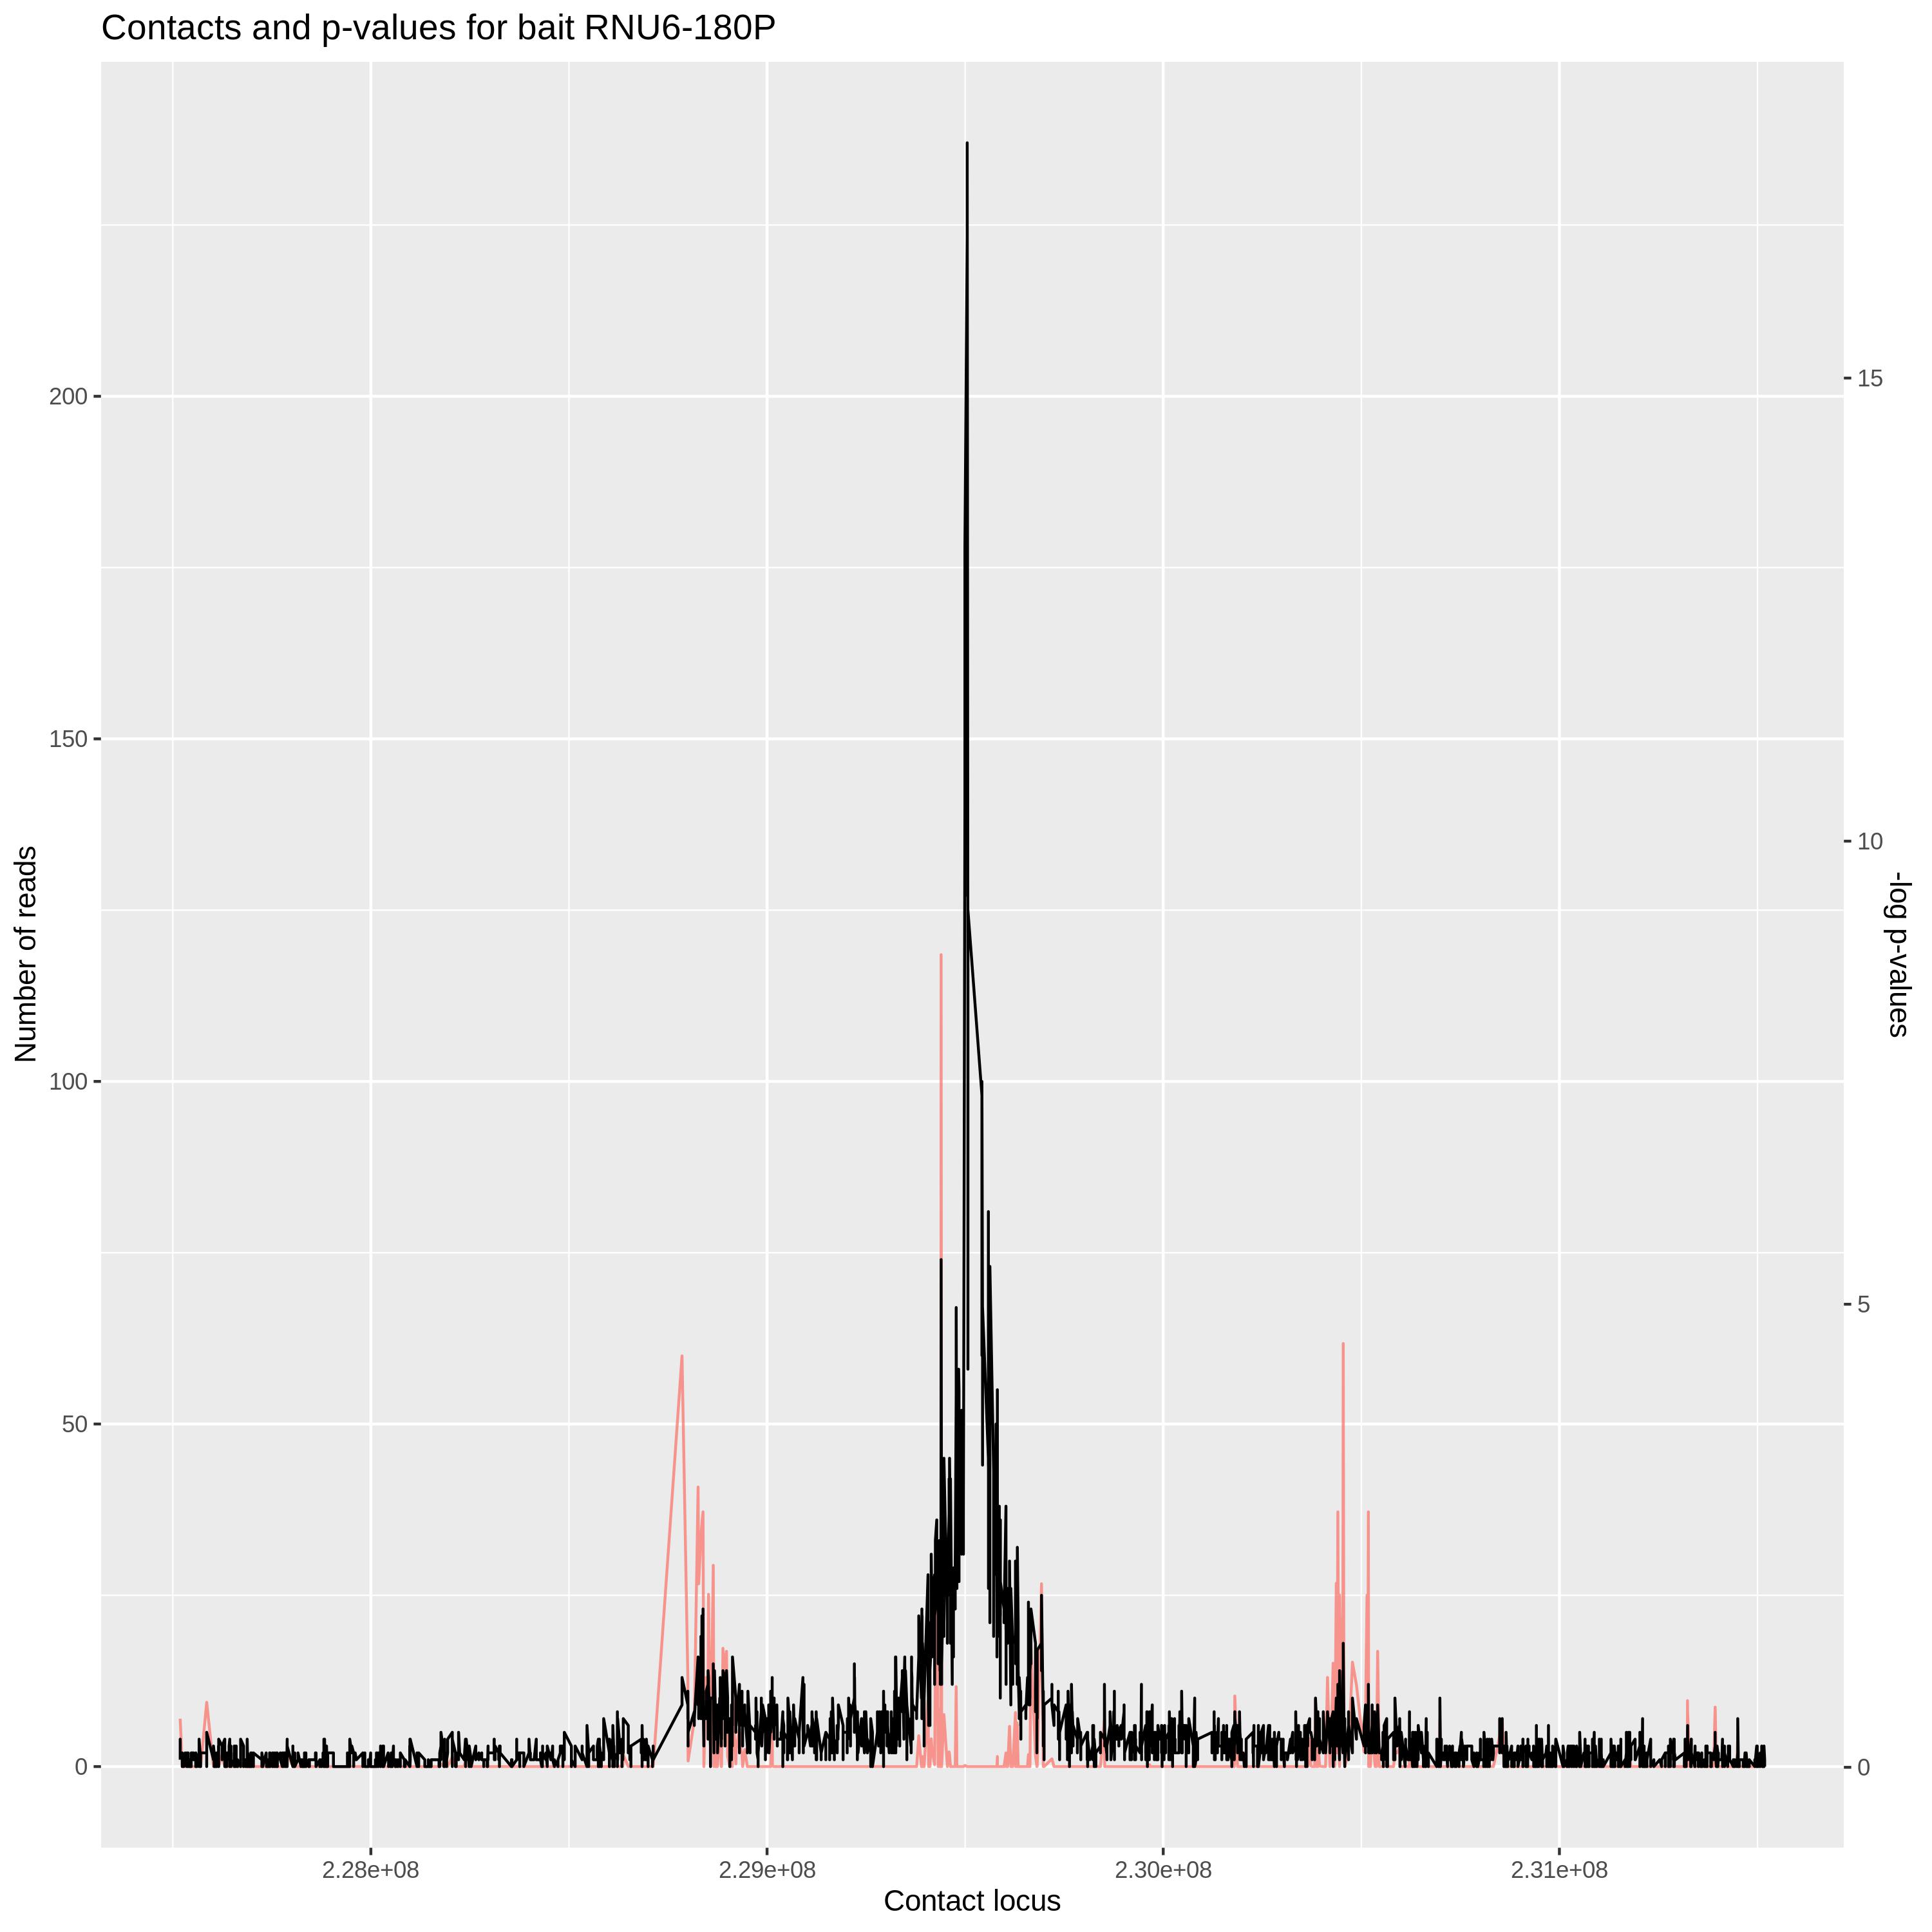 Contacts and p-values for bait RNU6-180P
200
150
100
50
0
15
10
5
0
Number of reads
-log p-values
2.28e+08
2.29e+08
2.30e+08
2.31e+08
Contact locus